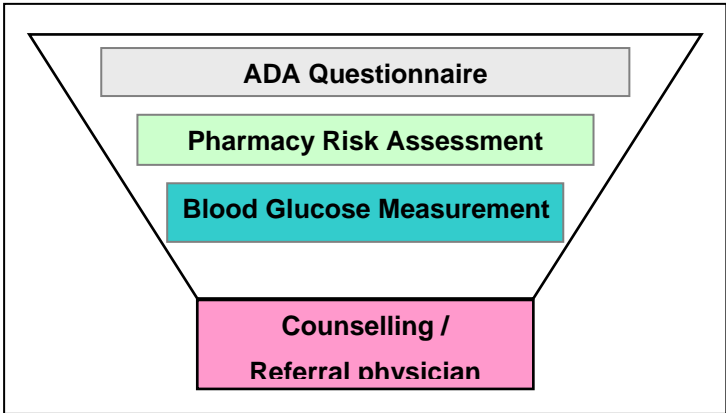 ADA Questionnaire
Pharmacy Risk Assessment
Blood Glucose Measurement
Counselling /
Referral physician